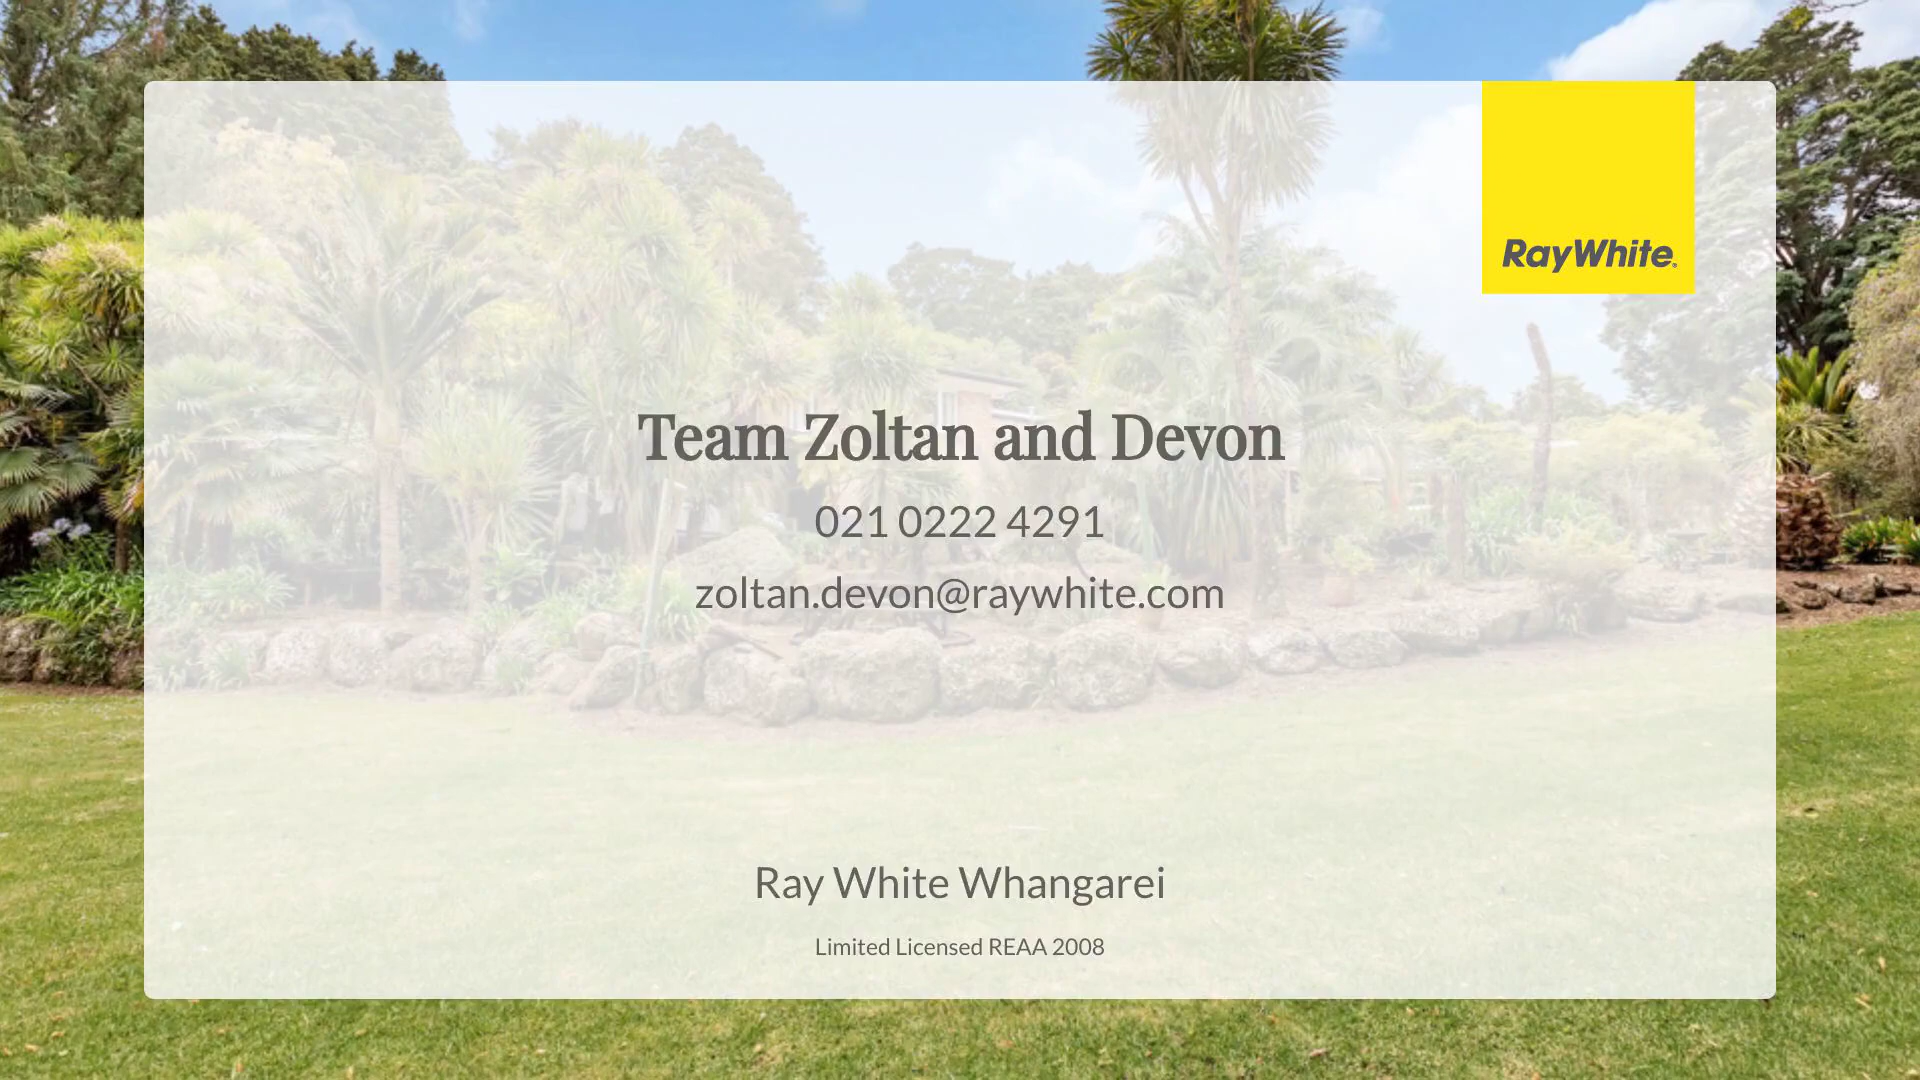 RayWhite.
Team Zoltan and Devon
021 0222 4291
zoltan.devon@raywhite.com
Ray White Whangarei
Limited Licensed REAA 2008